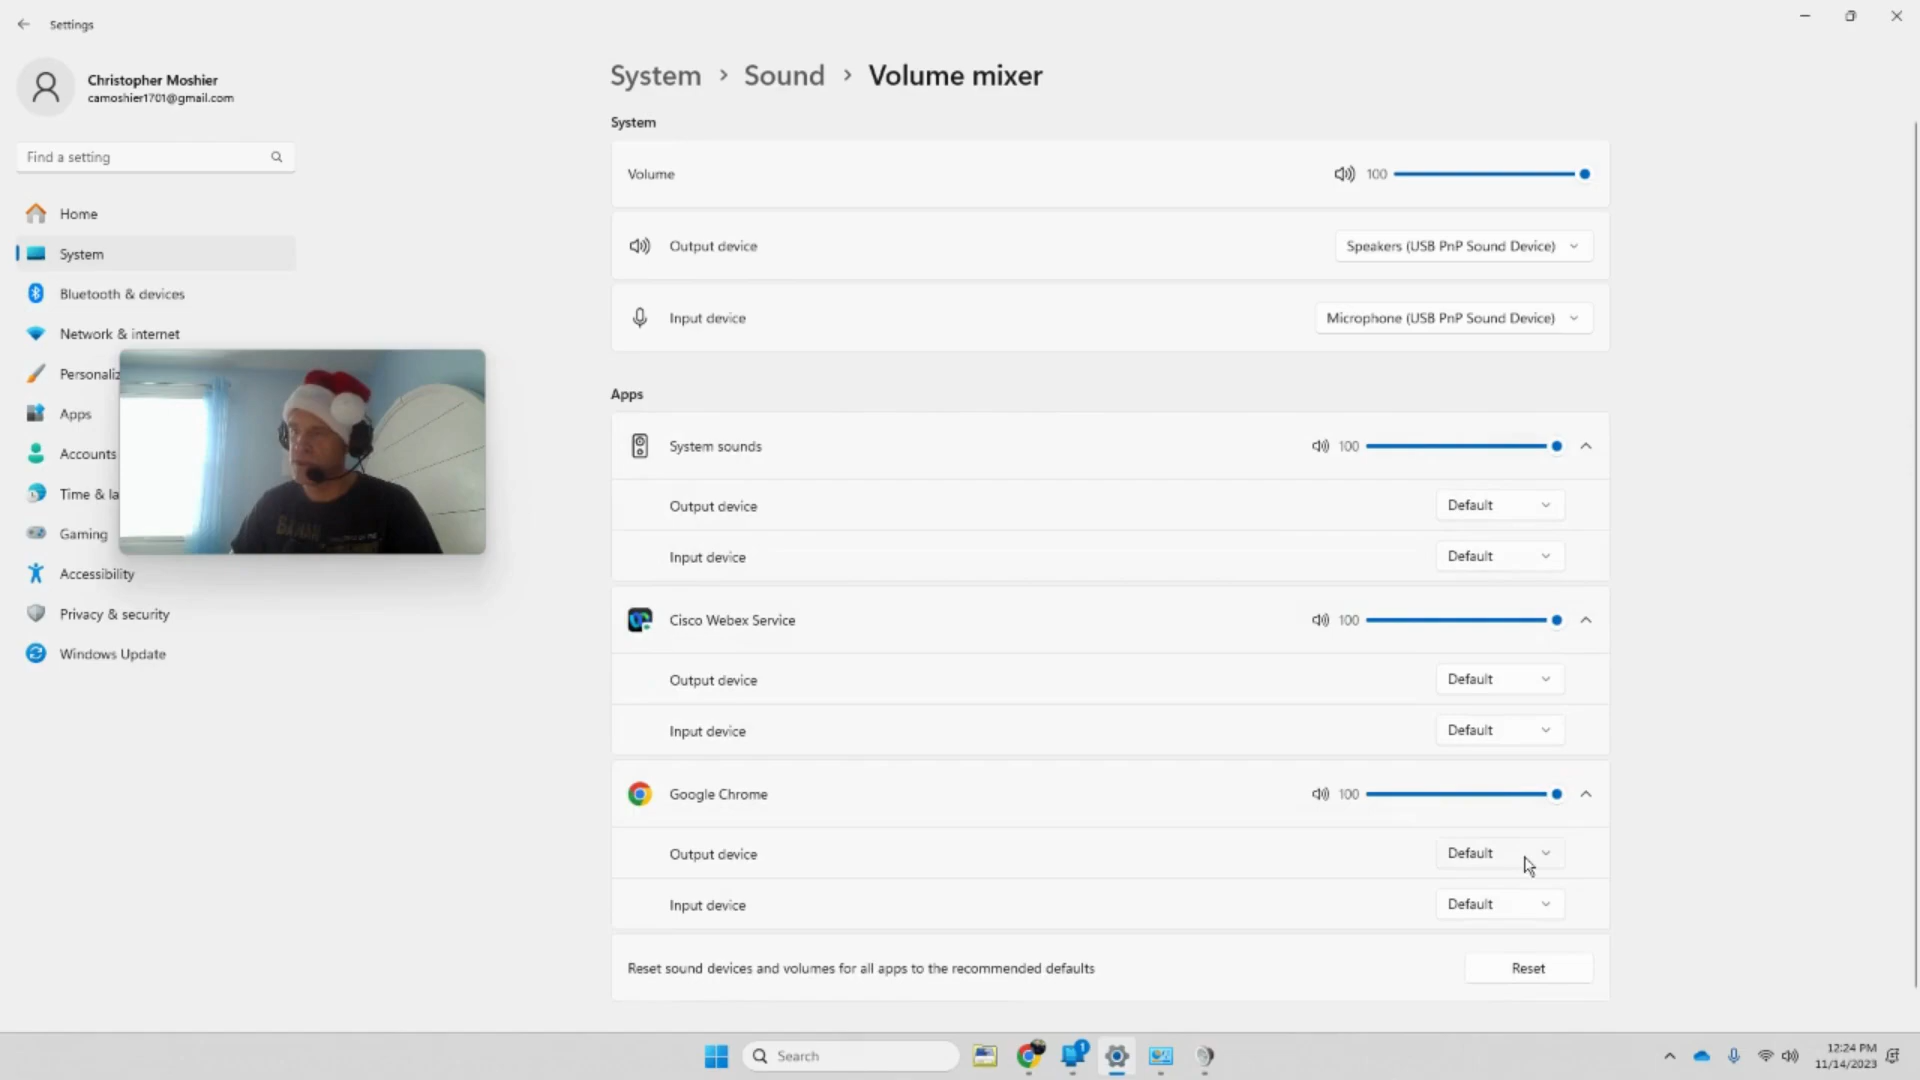 Settings
Christopher Moshier
camoshier1701@gmail.com
Find a setting
Home
System
Bluetooth & devices
Network & internet
Personaliz
Apps
Accounts
Time & la
Gaming
Accessibility
Privacy & security
Windows Update
System > Sound > Volume mixer
System
Volume 100
Output device Speakers (USB PnP Sound Device)
Input device Microphone (USB PnP Sound Device)
Apps
System sounds 100
Output device Default
Input device Default
Cisco Webex Service 100
Output device Default
Input device Default
Google Chrome 100
Output device Default
Input device Default
Reset sound devices and volumes for all apps to the recommended defaults Reset
Search
1
12:24 PM
11/14/2023